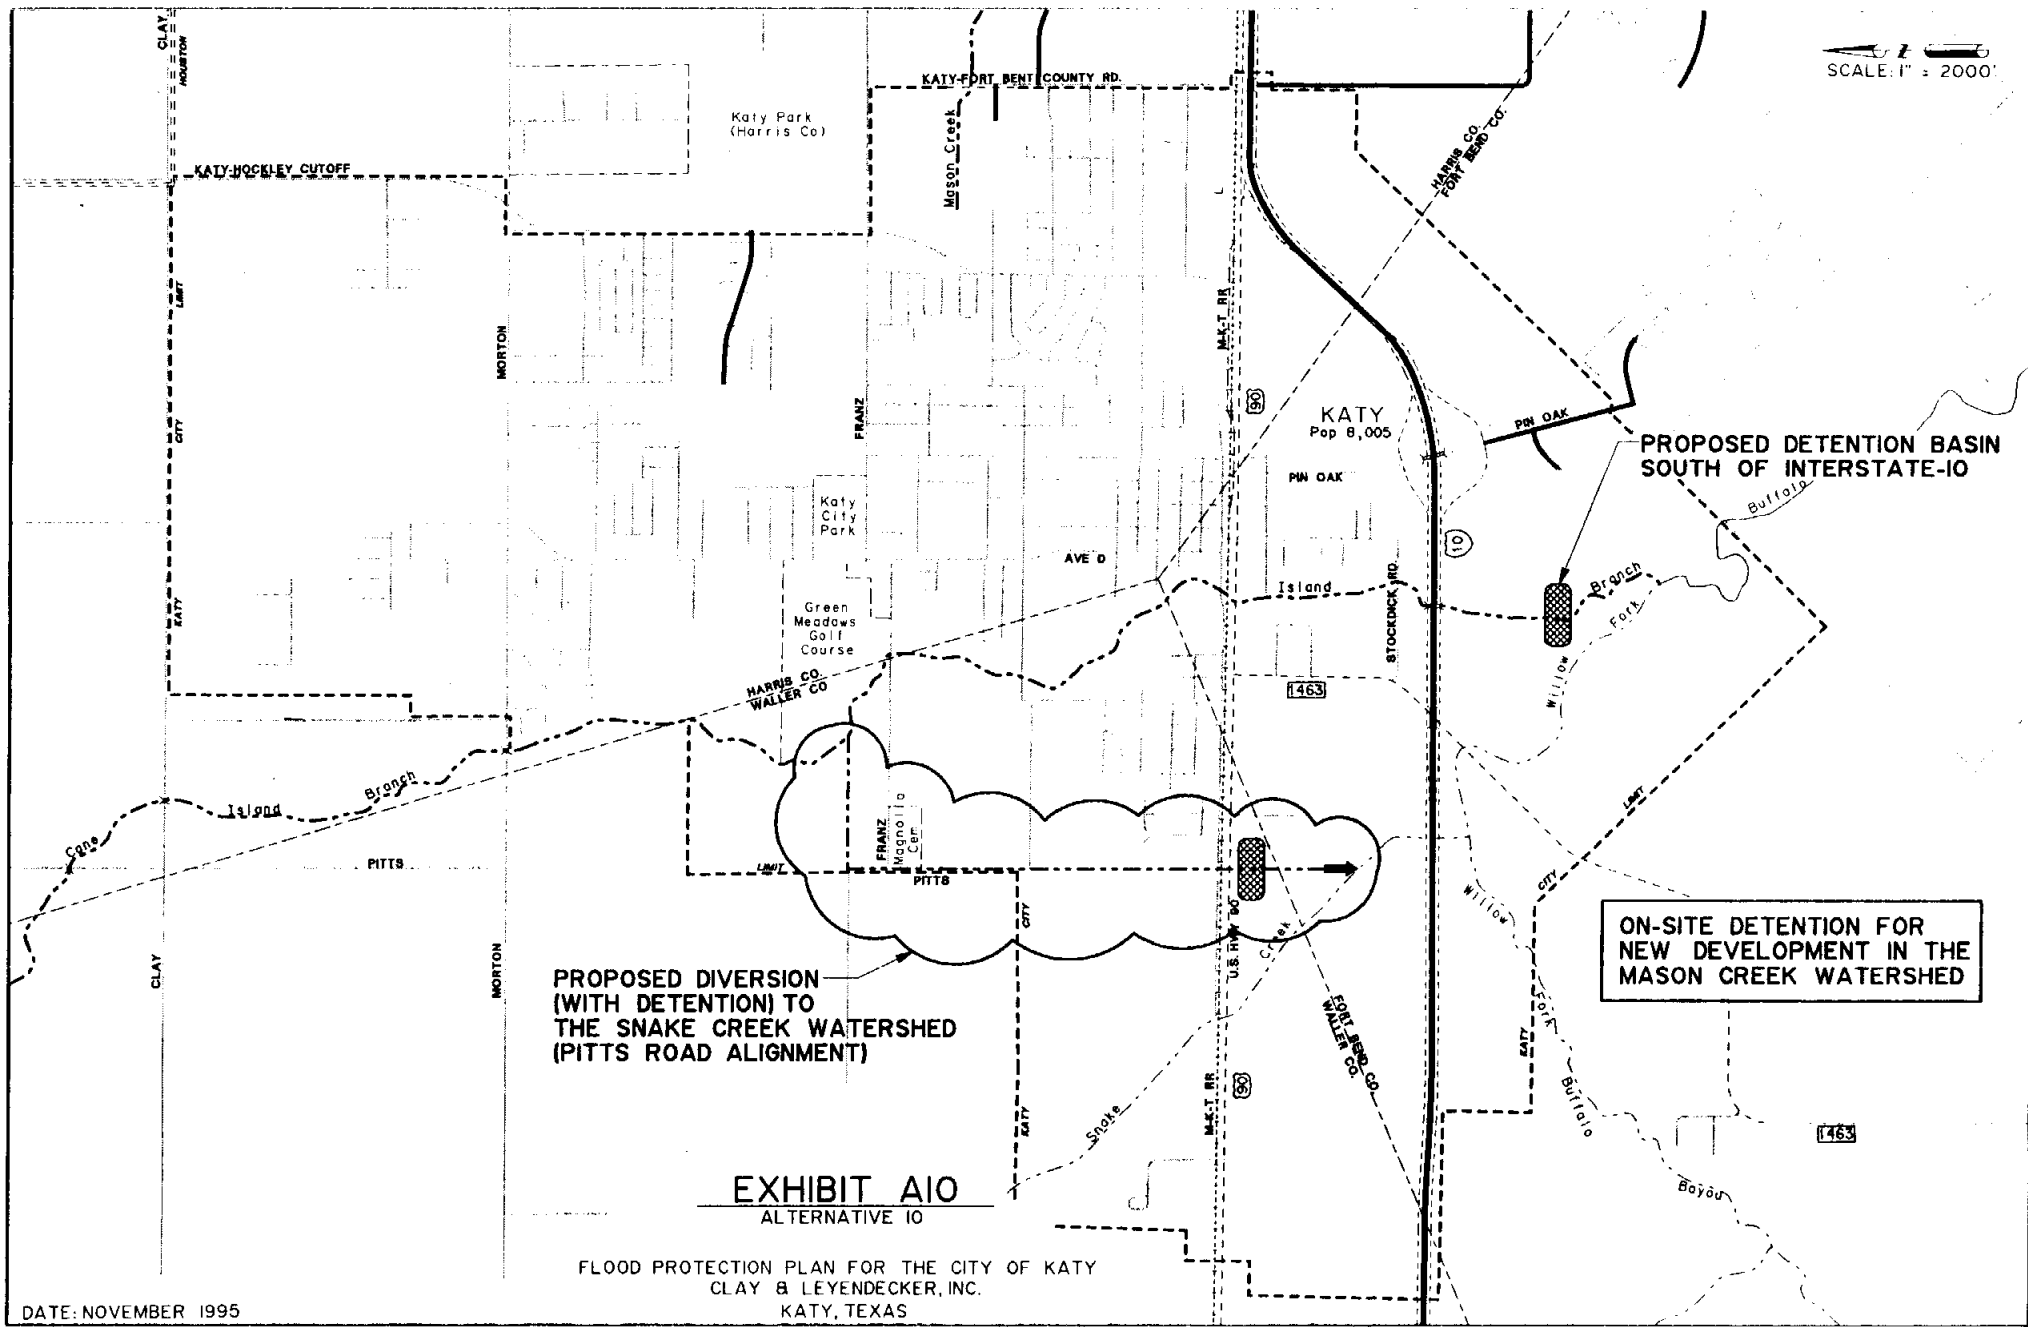 CLAY
HOUSTON
KATY-FORT BENT COUNTY RD.
Katy Park
(Harris Co)
Mason Creek
SCALE: 1" = 2000'
HARRIS CO.
FORT BEND CO.
KATY-HOCKLEY CUTOFF
LIMIT
CITY
KATY
MORTON
FRANZ
M-K-T RR
90
KATY
Pop 8,005
PIN OAK
PIN OAK
PROPOSED DETENTION BASIN
SOUTH OF INTERSTATE-10
Buffalo
Katy
City
Park
AVE D
10
Island
STOCKDICK RD.
Branch
Fork
Willow
Green
Meadows
Golf
Course
HARRIS CO.
WALLER CO
1463
Cane
Island
Branch
PITTS
FRANZ
Magnolia
Cem
LIMIT
PITTS
CITY
KATY
U.S. HWY 90
Creek
Snake
LIMIT
CITY
KATY
Willow
Fork
Buffalo
Bayou
ON-SITE DETENTION FOR
NEW DEVELOPMENT IN THE
MASON CREEK WATERSHED
CLAY
MORTON
PROPOSED DIVERSION
(WITH DETENTION) TO
THE SNAKE CREEK WATERSHED
(PITTS ROAD ALIGNMENT)
FORT BEND CO.
WALLER CO.
M-K-T RR
90
1463
EXHIBIT A10
ALTERNATIVE 10
FLOOD PROTECTION PLAN FOR THE CITY OF KATY
CLAY & LEYENDECKER, INC.
KATY, TEXAS
DATE: NOVEMBER 1995